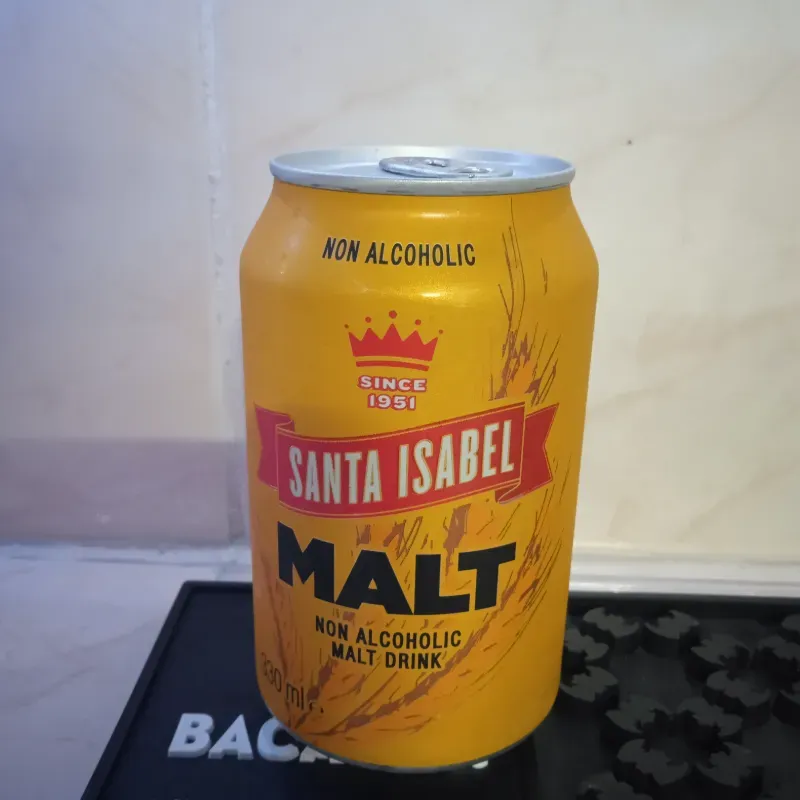 NON ALCOHOLIC
SINCE
1951
SANTA ISABEL
MALT
NON ALCOHOLIC
MALT DRINK
330 ml e